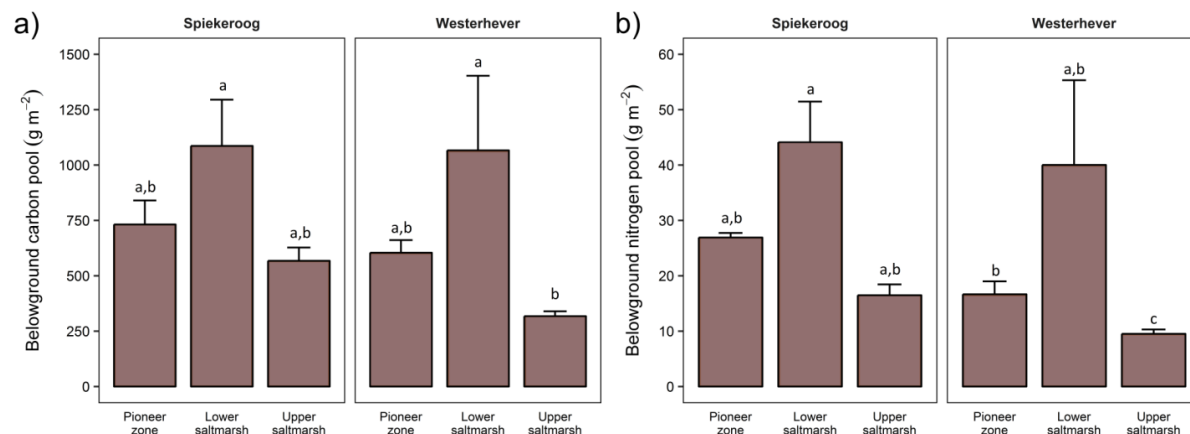 a)
Spiekeroog
Westerhever
Belowground carbon pool (g m⁻²)
1500
1250
1000
750
500
250
0
a,b
a
a,b
a,b
a
b
Pioneer
zone
Lower
saltmarsh
Upper
saltmarsh
Pioneer
zone
Lower
saltmarsh
Upper
saltmarsh
b)
Spiekeroog
Westerhever
Belowground nitrogen pool (g m⁻²)
60
50
40
30
20
10
0
a,b
a
a,b
b
a,b
c
Pioneer
zone
Lower
saltmarsh
Upper
saltmarsh
Pioneer
zone
Lower
saltmarsh
Upper
saltmarsh